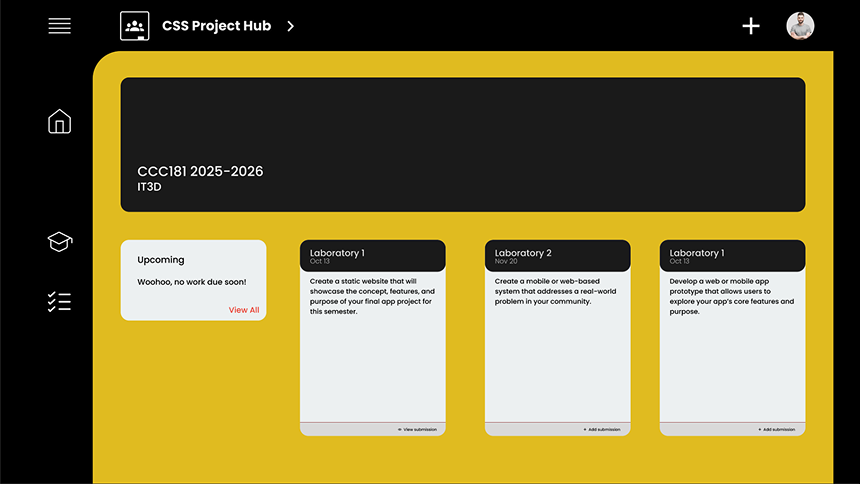 CSS Project Hub
CCC181 2025-2026
IT3D
Upcoming
Woohoo, no work due soon!
View All
Laboratory 1
Oct 13
Create a static website that will
showcase the concept, features, and
purpose of your final app project for
this semester.
View submission
Laboratory 2
Nov 20
Create a mobile or web-based
system that addresses a real-world
problem in your community.
+ Add submission
Laboratory 1
Oct 13
Develop a web or mobile app
prototype that allows users to
explore your app's core features and
purpose.
+ Add submission